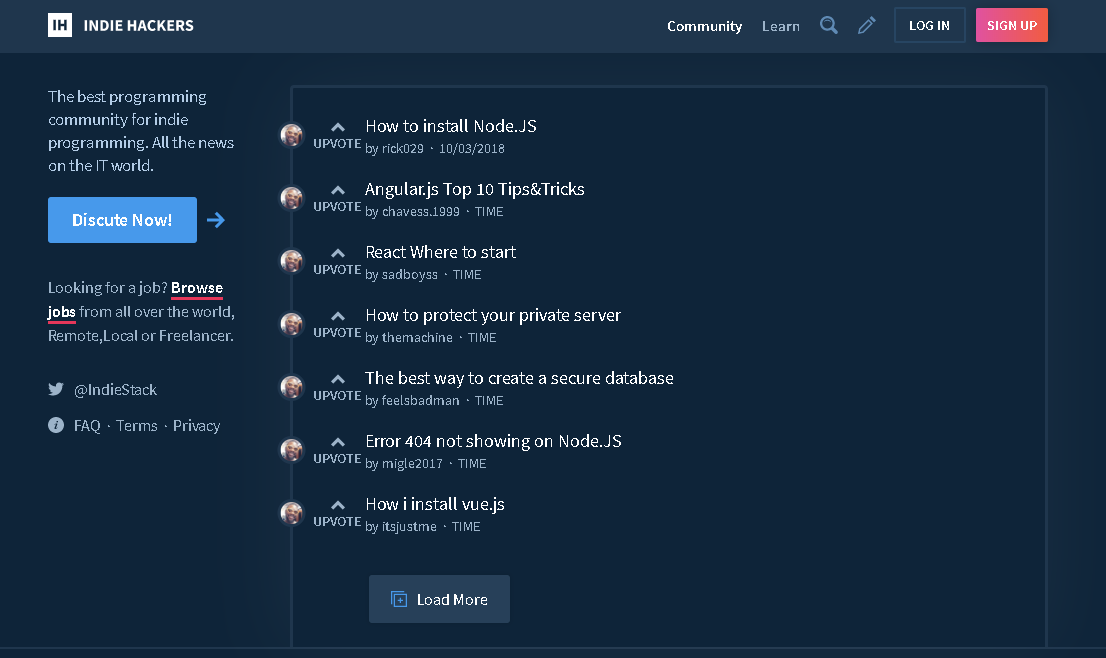 IH INDIE HACKERS
Community Learn LOG IN SIGN UP
The best programming
community for indie
programming. All the news
on the IT world.
Discute Now!
Looking for a job? Browse
jobs from all over the world,
Remote,Local or Freelancer.
@IndieStack
i FAQ · Terms · Privacy
How to install Node.JS
UPVOTE by rick029 · 10/03/2018
Angular.js Top 10 Tips&Tricks
UPVOTE by chavess.1999 · TIME
React Where to start
UPVOTE by sadboyss · TIME
How to protect your private server
UPVOTE by themachine · TIME
The best way to create a secure database
UPVOTE by feelsbadman · TIME
Error 404 not showing on Node.JS
UPVOTE by migle2017 · TIME
How i install vue.js
UPVOTE by itsjustme · TIME
Load More